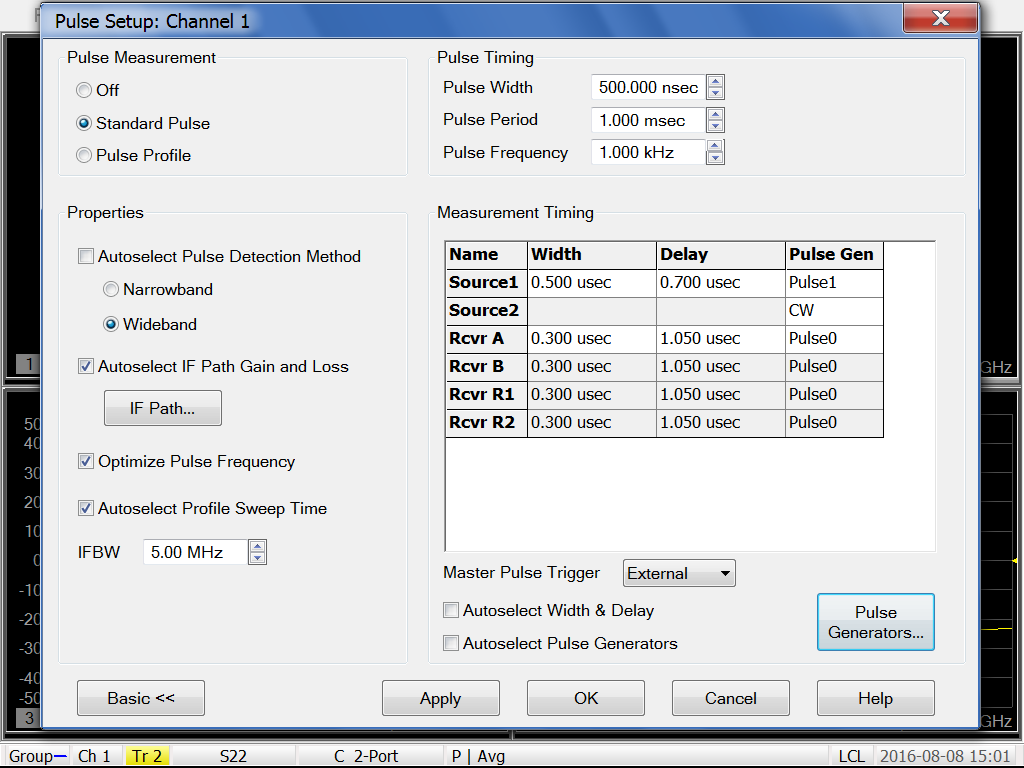 Pulse Setup: Channel 1
Pulse Measurement
Off
Standard Pulse
Pulse Profile
Pulse Timing
Pulse Width 500.000 nsec
Pulse Period 1.000 msec
Pulse Frequency 1.000 kHz
Properties
Autoselect Pulse Detection Method
Narrowband
Wideband
Autoselect IF Path Gain and Loss
IF Path...
Optimize Pulse Frequency
Autoselect Profile Sweep Time
IFBW 5.00 MHz
Measurement Timing
Name Width Delay Pulse Gen
Source1 0.500 usec 0.700 usec Pulse1
Source2 CW
Rcvr A 0.300 usec 1.050 usec Pulse0
Rcvr B 0.300 usec 1.050 usec Pulse0
Rcvr R1 0.300 usec 1.050 usec Pulse0
Rcvr R2 0.300 usec 1.050 usec Pulse0
Master Pulse Trigger External
Autoselect Width & Delay
Autoselect Pulse Generators
Pulse
Generators...
Basic << Apply OK Cancel Help
1
GHz
50
40
30
20
10
0
-10
-20
-30
-40
-50
3
GHz
Group Ch 1 Tr 2 S22 C 2-Port P | Avg LCL 2016-08-08 15:01